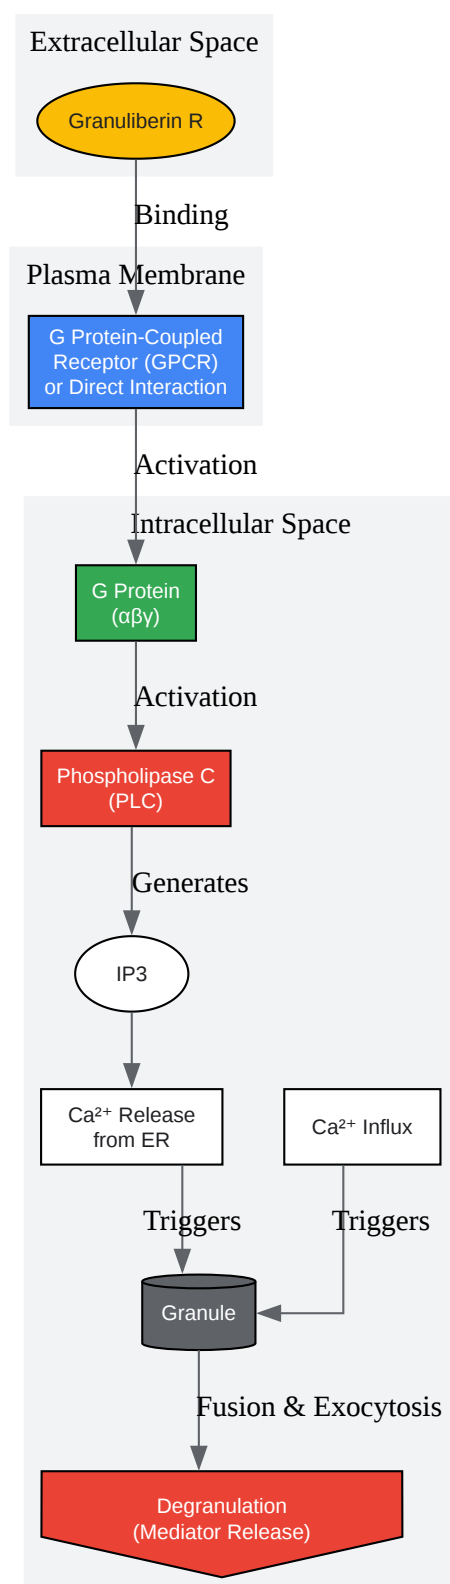 Extracellular Space
Granuliberin R
Binding
Plasma Membrane
G Protein-Coupled
Receptor (GPCR)
or Direct Interaction
Activation
Intracellular Space
G Protein
(αβγ)
Activation
Phospholipase C
(PLC)
Generates
IP3
Ca²⁺ Release
from ER
Ca²⁺ Influx
Triggers
Triggers
Granule
Fusion & Exocytosis
Degranulation
(Mediator Release)